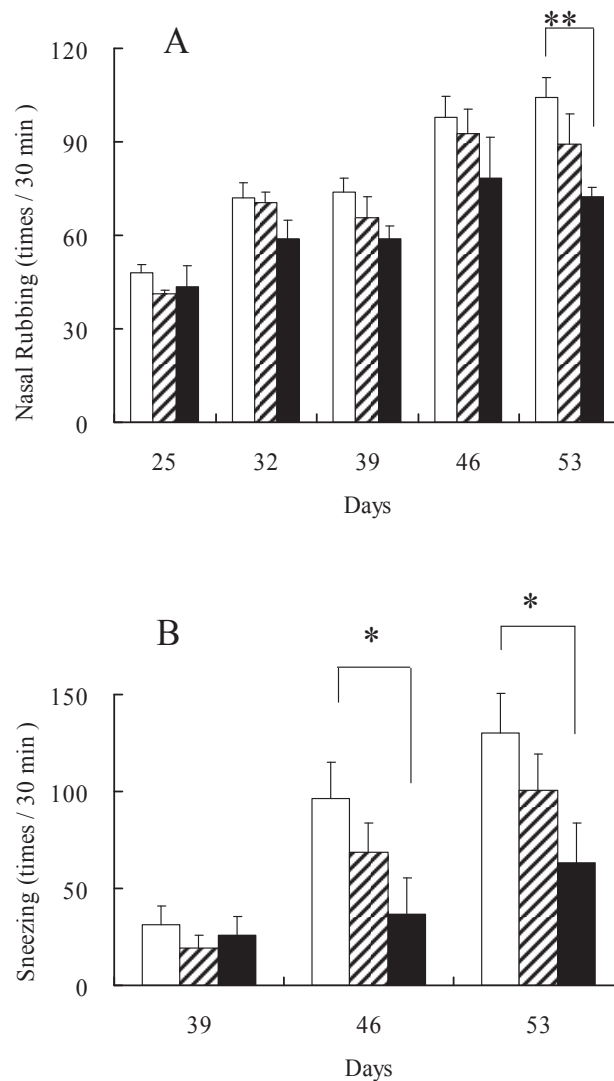 A
**
Nasal Rubbing (times / 30 min)
120
90
60
30
0
25 32 39 46 53
Days
B
*
*
Sneezing (times / 30 min )
150
100
50
0
39 46 53
Days